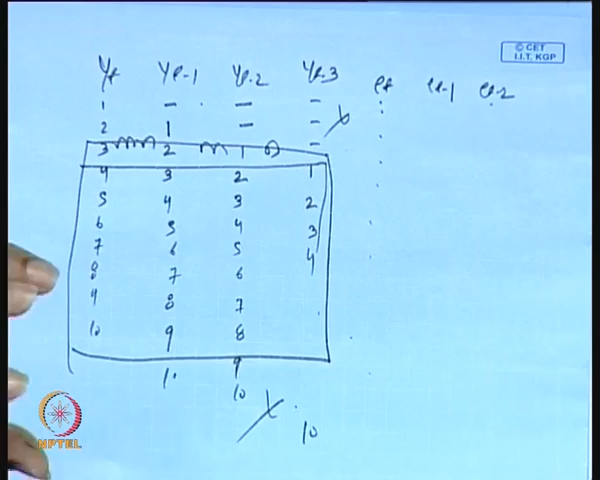 © CET
I.I.T. KGP
Yt Yt-1 Yt-2 Yt-3 et et-1 et-2
1 - - -
2 1 - -
3 2 1 -
4 3 2 1
5 4 3 2
6 5 4 3
7 6 5 4
8 7 6
9 8 7
10 9 8
10 9
10
10
NPTEL